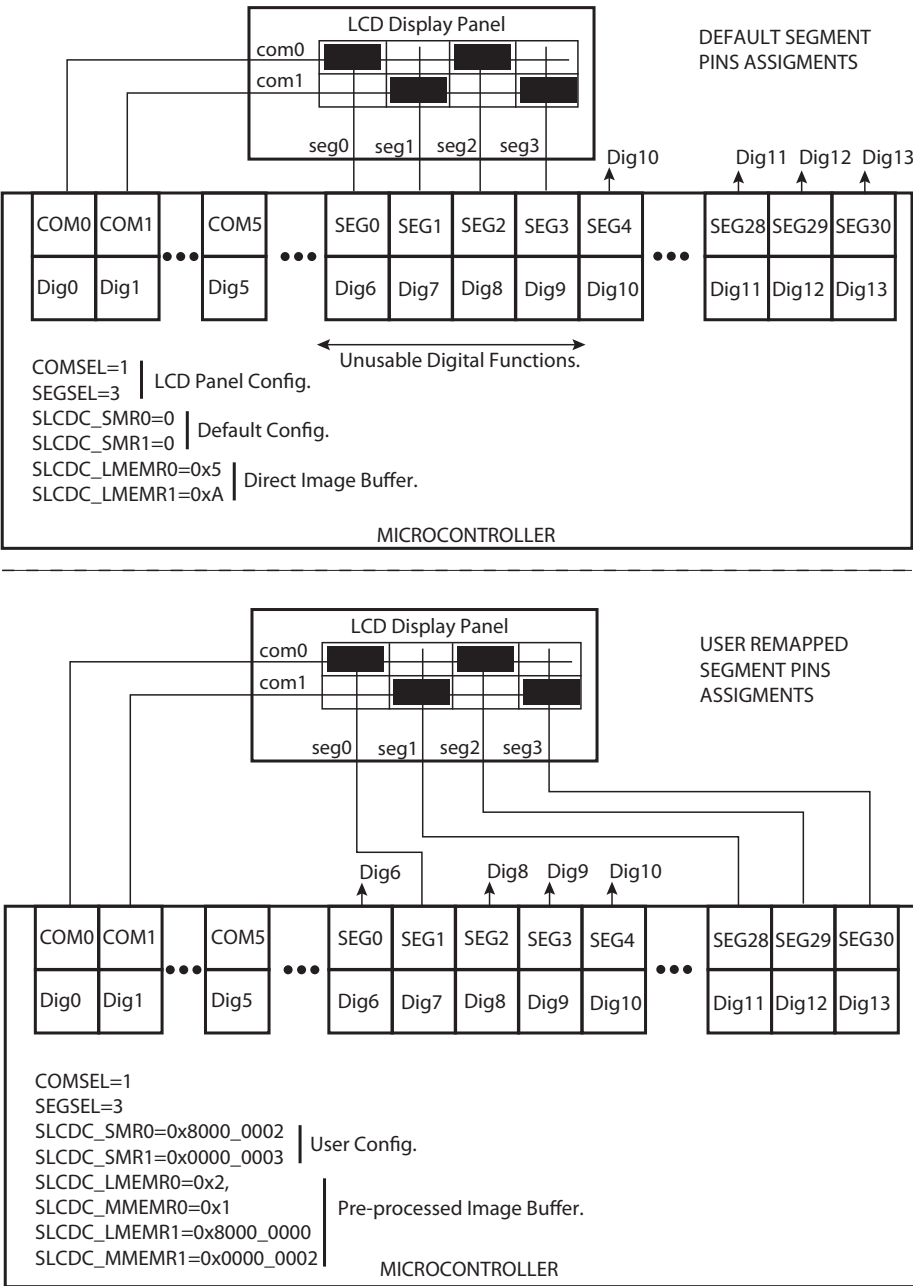 LCD Display Panel
DEFAULT SEGMENT
PINS ASSIGMENTS
com0
com1
seg0 seg1 seg2 seg3
Dig10 Dig11 Dig12 Dig13
COM0 COM1 COM5 SEG0 SEG1 SEG2 SEG3 SEG4 SEG28 SEG29 SEG30
Dig0 Dig1 Dig5 Dig6 Dig7 Dig8 Dig9 Dig10 Dig11 Dig12 Dig13
Unusable Digital Functions.
COMSEL=1
SEGSEL=3
LCD Panel Config.
SLCDC_SMR0=0
SLCDC_SMR1=0
Default Config.
SLCDC_LMEMR0=0x5
SLCDC_LMEMR1=0xA
Direct Image Buffer.
MICROCONTROLLER
LCD Display Panel
USER REMAPPED
SEGMENT PINS
ASSIGMENTS
com0
com1
seg0 seg1 seg2 seg3
Dig6 Dig8 Dig9 Dig10
COM0 COM1 COM5 SEG0 SEG1 SEG2 SEG3 SEG4 SEG28 SEG29 SEG30
Dig0 Dig1 Dig5 Dig6 Dig7 Dig8 Dig9 Dig10 Dig11 Dig12 Dig13
COMSEL=1
SEGSEL=3
SLCDC_SMR0=0x8000_0002
SLCDC_SMR1=0x0000_0003
User Config.
SLCDC_LMEMR0=0x2,
SLCDC_MMEMR0=0x1
SLCDC_LMEMR1=0x8000_0000
SLCDC_MMEMR1=0x0000_0002
Pre-processed Image Buffer.
MICROCONTROLLER